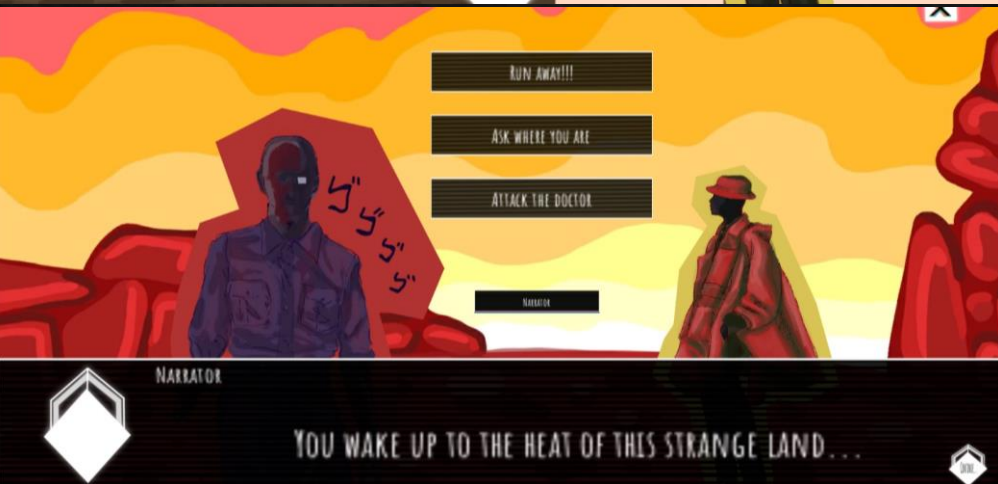 X
RUN AWAY!!!
ASK WHERE YOU ARE
ATTACK THE DOCTOR
ゴゴゴゴ
NARRATOR
NARRATOR
YOU WAKE UP TO THE HEAT OF THIS STRANGE LAND...